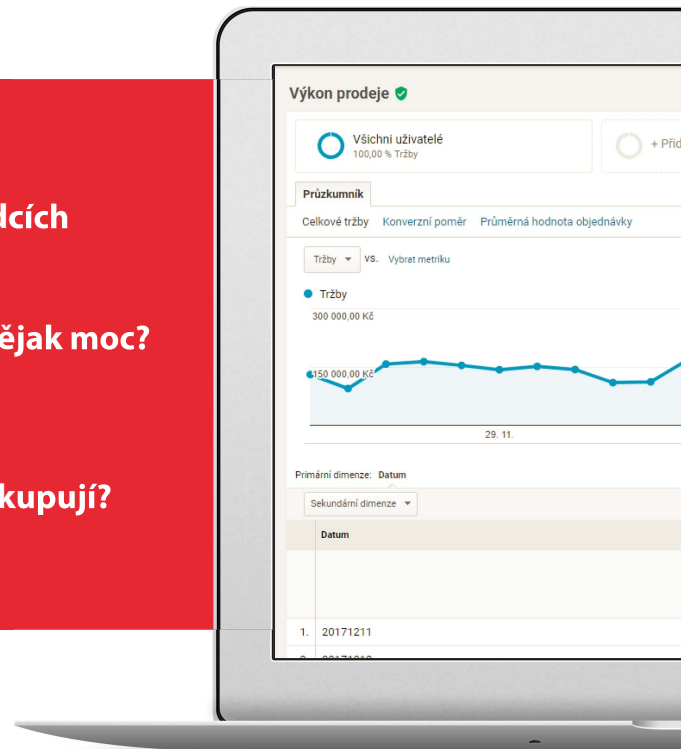 dcích
ějak moc?
kupují?
Výkon prodeje
Všichni uživatelé
100,00 % Tržby
+ Přid
Průzkumník
Celkové tržby Konverzní poměr Průměrná hodnota objednávky
Tržby VS. Vybrat metriku
Tržby
300 000,00 Kč
150 000,00 Kč
29. 11.
Primární dimenze: Datum
Sekundární dimenze
Datum
1. 20171211